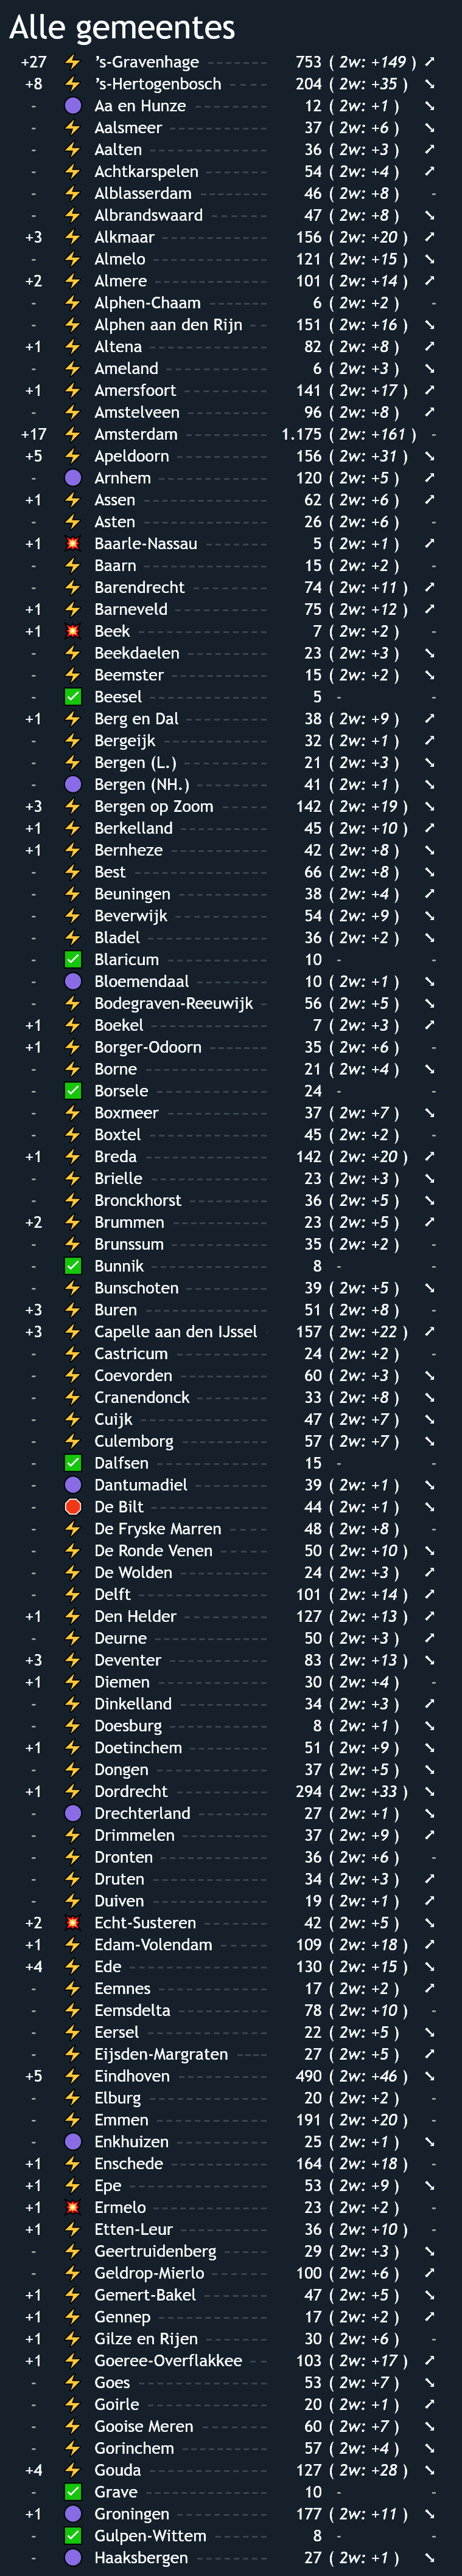 Alle gemeentes
+27 ⚡ ’s-Gravenhage 753 ( 2w: +149 ) ➚
+8 ⚡ ’s-Hertogenbosch 204 ( 2w: +35 ) ➘
- 🟣 Aa en Hunze 12 ( 2w: +1 ) ➘
- ⚡ Aalsmeer 37 ( 2w: +6 ) ➘
- ⚡ Aalten 36 ( 2w: +3 ) ➚
- ⚡ Achtkarspelen 54 ( 2w: +4 ) ➚
- ⚡ Alblasserdam 46 ( 2w: +8 ) -
- ⚡ Albrandswaard 47 ( 2w: +8 ) ➘
+3 ⚡ Alkmaar 156 ( 2w: +20 ) ➚
- ⚡ Almelo 121 ( 2w: +15 ) ➘
+2 ⚡ Almere 101 ( 2w: +14 ) ➚
- ⚡ Alphen-Chaam 6 ( 2w: +2 ) -
- ⚡ Alphen aan den Rijn 151 ( 2w: +16 ) ➘
+1 ⚡ Altena 82 ( 2w: +8 ) ➚
- ⚡ Ameland 6 ( 2w: +3 ) ➘
+1 ⚡ Amersfoort 141 ( 2w: +17 ) ➚
- ⚡ Amstelveen 96 ( 2w: +8 ) ➚
+17 ⚡ Amsterdam 1.175 ( 2w: +161 ) -
+5 ⚡ Apeldoorn 156 ( 2w: +31 ) ➘
- 🟣 Arnhem 120 ( 2w: +5 ) ➚
+1 ⚡ Assen 62 ( 2w: +6 ) ➚
- ⚡ Asten 26 ( 2w: +6 ) -
+1 💥 Baarle-Nassau 5 ( 2w: +1 ) ➚
- ⚡ Baarn 15 ( 2w: +2 ) -
- ⚡ Barendrecht 74 ( 2w: +11 ) ➚
+1 ⚡ Barneveld 75 ( 2w: +12 ) ➚
+1 💥 Beek 7 ( 2w: +2 ) -
- ⚡ Beekdaelen 23 ( 2w: +3 ) ➘
- ⚡ Beemster 15 ( 2w: +2 ) ➘
- ✅ Beesel 5 - -
+1 ⚡ Berg en Dal 38 ( 2w: +9 ) ➚
- ⚡ Bergeijk 32 ( 2w: +1 ) ➚
- ⚡ Bergen (L.) 21 ( 2w: +3 ) ➘
- 🟣 Bergen (NH.) 41 ( 2w: +1 ) ➘
+3 ⚡ Bergen op Zoom 142 ( 2w: +19 ) ➘
+1 ⚡ Berkelland 45 ( 2w: +10 ) ➚
+1 ⚡ Bernheze 42 ( 2w: +8 ) ➘
- ⚡ Best 66 ( 2w: +8 ) ➘
- ⚡ Beuningen 38 ( 2w: +4 ) ➚
- ⚡ Beverwijk 54 ( 2w: +9 ) ➘
- ⚡ Bladel 36 ( 2w: +2 ) ➘
- ✅ Blaricum 10 - -
- 🟣 Bloemendaal 10 ( 2w: +1 ) ➘
- ⚡ Bodegraven-Reeuwijk 56 ( 2w: +5 ) ➘
+1 ⚡ Boekel 7 ( 2w: +3 ) ➚
+1 ⚡ Borger-Odoorn 35 ( 2w: +6 ) -
- ⚡ Borne 21 ( 2w: +4 ) ➘
- ✅ Borsele 24 - -
- ⚡ Boxmeer 37 ( 2w: +7 ) ➘
- ⚡ Boxtel 45 ( 2w: +2 ) -
+1 ⚡ Breda 142 ( 2w: +20 ) ➚
- ⚡ Brielle 23 ( 2w: +3 ) ➘
- ⚡ Bronckhorst 36 ( 2w: +5 ) ➘
+2 ⚡ Brummen 23 ( 2w: +5 ) ➚
- ⚡ Brunssum 35 ( 2w: +2 ) -
- ✅ Bunnik 8 - -
- ⚡ Bunschoten 39 ( 2w: +5 ) ➘
+3 ⚡ Buren 51 ( 2w: +8 ) -
+3 ⚡ Capelle aan den IJssel 157 ( 2w: +22 ) ➚
- ⚡ Castricum 24 ( 2w: +2 ) -
- ⚡ Coevorden 60 ( 2w: +3 ) ➘
- ⚡ Cranendonck 33 ( 2w: +8 ) ➘
- ⚡ Cuijk 47 ( 2w: +7 ) ➘
- ⚡ Culemborg 57 ( 2w: +7 ) ➘
- ✅ Dalfsen 15 - -
- 🟣 Dantumadiel 39 ( 2w: +1 ) ➘
- 🛑 De Bilt 44 ( 2w: +1 ) ➘
- ⚡ De Fryske Marren 48 ( 2w: +8 ) -
- ⚡ De Ronde Venen 50 ( 2w: +10 ) ➘
- ⚡ De Wolden 24 ( 2w: +3 ) ➚
- ⚡ Delft 101 ( 2w: +14 ) ➚
+1 ⚡ Den Helder 127 ( 2w: +13 ) ➚
- ⚡ Deurne 50 ( 2w: +3 ) ➚
+3 ⚡ Deventer 83 ( 2w: +13 ) ➘
+1 ⚡ Diemen 30 ( 2w: +4 ) -
- ⚡ Dinkelland 34 ( 2w: +3 ) ➚
- ⚡ Doesburg 8 ( 2w: +1 ) ➘
+1 ⚡ Doetinchem 51 ( 2w: +9 ) ➘
- ⚡ Dongen 37 ( 2w: +5 ) ➘
+1 ⚡ Dordrecht 294 ( 2w: +33 ) ➘
- 🟣 Drechterland 27 ( 2w: +1 ) ➘
- ⚡ Drimmelen 37 ( 2w: +9 ) ➚
- ⚡ Dronten 36 ( 2w: +6 ) -
- ⚡ Druten 34 ( 2w: +3 ) ➚
- ⚡ Duiven 19 ( 2w: +1 ) ➚
+2 💥 Echt-Susteren 42 ( 2w: +5 ) ➘
+1 ⚡ Edam-Volendam 109 ( 2w: +18 ) ➚
+4 ⚡ Ede 130 ( 2w: +15 ) ➘
- ⚡ Eemnes 17 ( 2w: +2 ) ➚
- ⚡ Eemsdelta 78 ( 2w: +10 ) -
- ⚡ Eersel 22 ( 2w: +5 ) ➘
- ⚡ Eijsden-Margraten 27 ( 2w: +5 ) ➚
+5 ⚡ Eindhoven 490 ( 2w: +46 ) ➘
- ⚡ Elburg 20 ( 2w: +2 ) -
- ⚡ Emmen 191 ( 2w: +20 ) -
- 🟣 Enkhuizen 25 ( 2w: +1 ) ➘
+1 ⚡ Enschede 164 ( 2w: +18 ) -
+1 ⚡ Epe 53 ( 2w: +9 ) ➘
+1 💥 Ermelo 23 ( 2w: +2 ) -
+1 ⚡ Etten-Leur 36 ( 2w: +10 ) -
- ⚡ Geertruidenberg 29 ( 2w: +3 ) ➘
- ⚡ Geldrop-Mierlo 100 ( 2w: +6 ) ➚
+1 ⚡ Gemert-Bakel 47 ( 2w: +5 ) ➘
+1 ⚡ Gennep 17 ( 2w: +2 ) ➚
+1 ⚡ Gilze en Rijen 30 ( 2w: +6 ) -
+1 ⚡ Goeree-Overflakkee 103 ( 2w: +17 ) ➚
- ⚡ Goes 53 ( 2w: +7 ) ➘
- ⚡ Goirle 20 ( 2w: +1 ) ➚
- ⚡ Gooise Meren 60 ( 2w: +7 ) ➘
- ⚡ Gorinchem 57 ( 2w: +4 ) ➘
+4 ⚡ Gouda 127 ( 2w: +28 ) ➘
- ✅ Grave 10 - -
+1 🟣 Groningen 177 ( 2w: +11 ) ➘
- ✅ Gulpen-Wittem 8 - -
- 🟣 Haaksbergen 27 ( 2w: +1 ) ➘